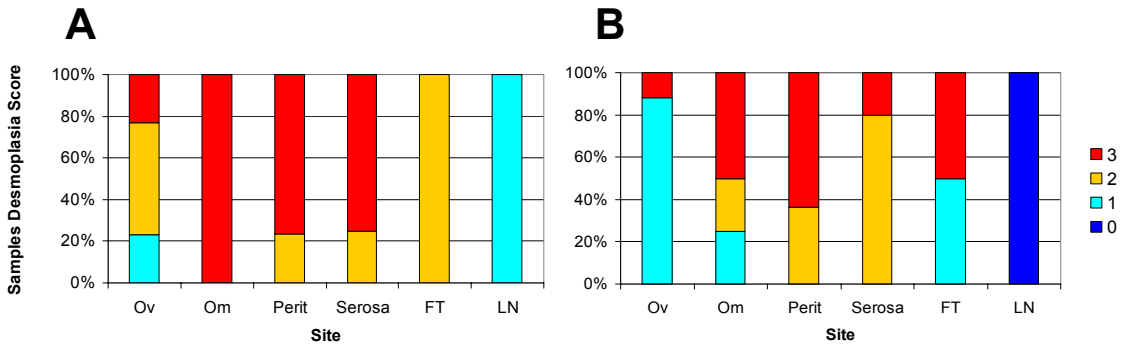 A
B
Samples Desmoplasia Score
100%
80%
60%
40%
20%
0%
Ov Om Perit Serosa FT LN
Site
100%
80%
60%
40%
20%
0%
Ov Om Perit Serosa FT LN
Site
3
2
1
0